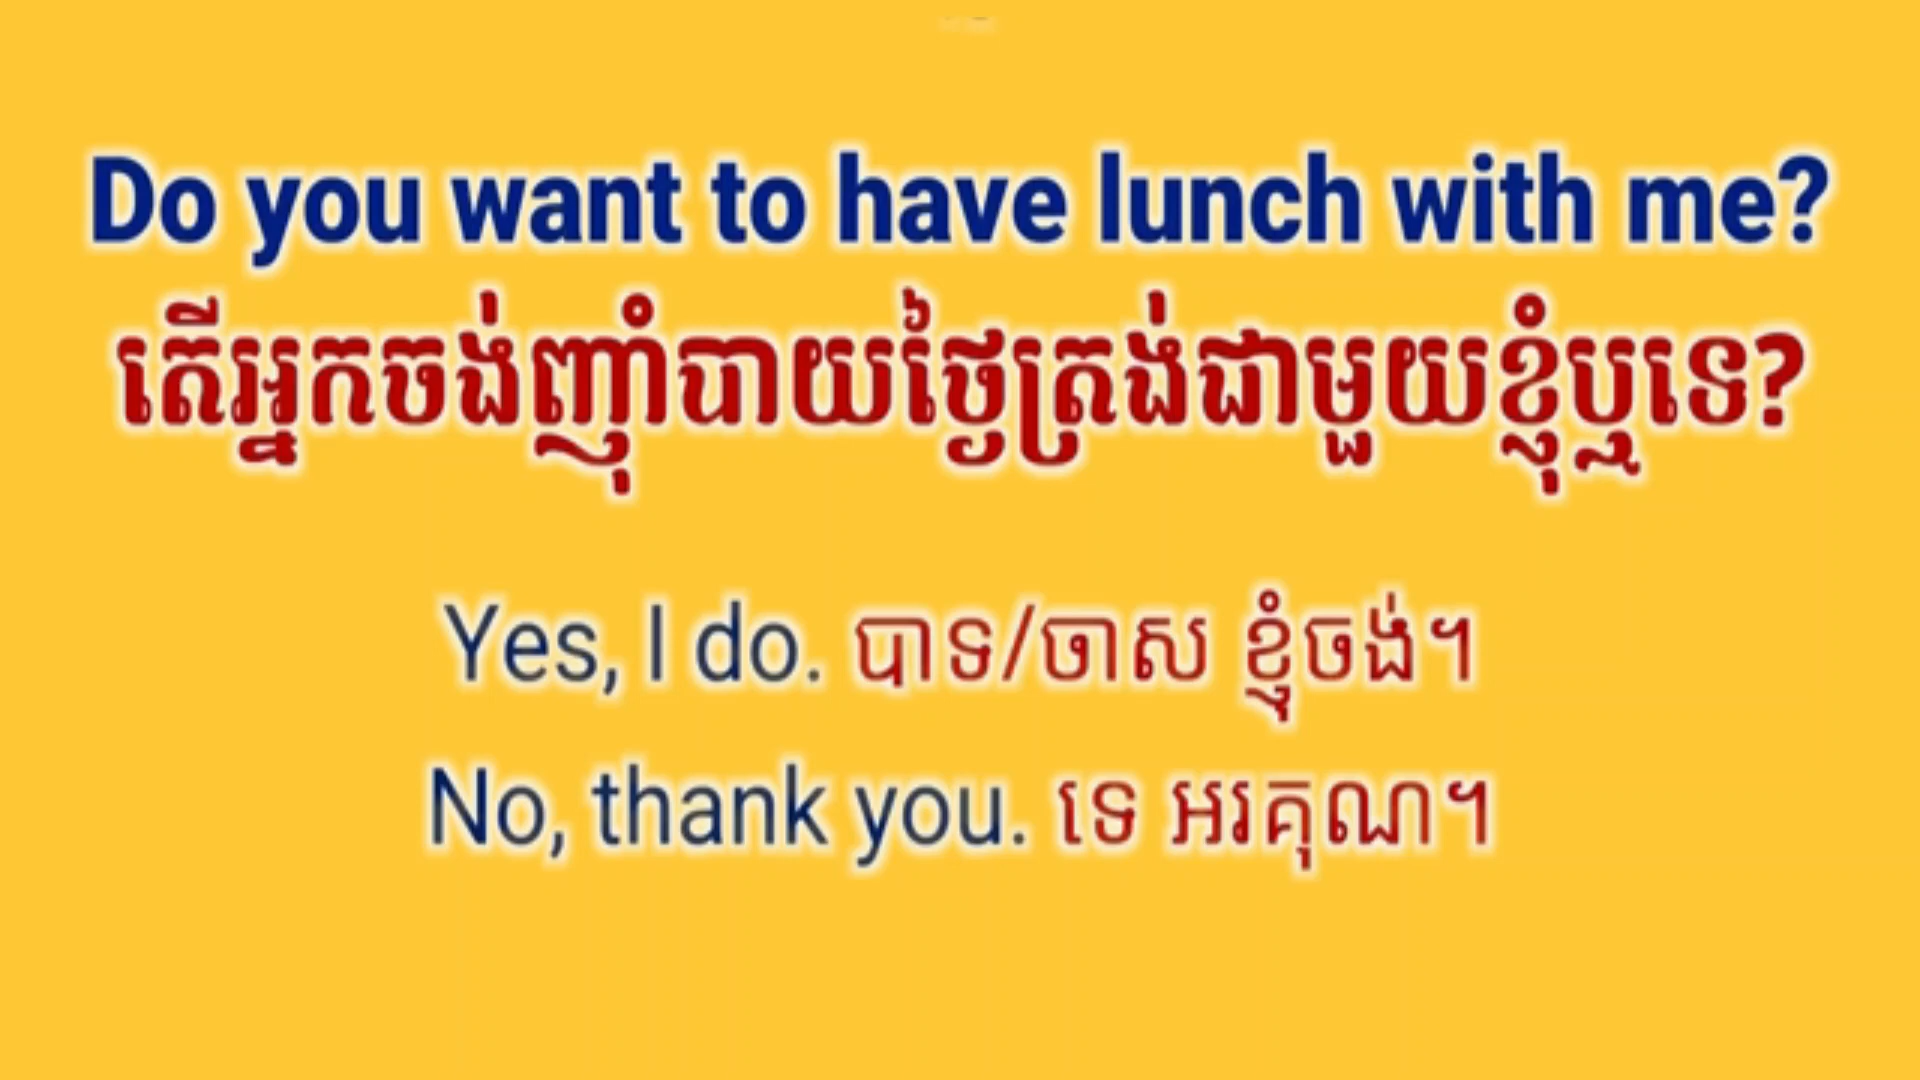 Do you want to have lunch with me?
តើអ្នកចង់ញ៉ាំបាយថ្ងៃត្រង់ជាមួយខ្ញុំឬទេ?
Yes, I do. បាទ/ចាស ខ្ញុំចង់។
No, thank you. ទេ អរគុណ។